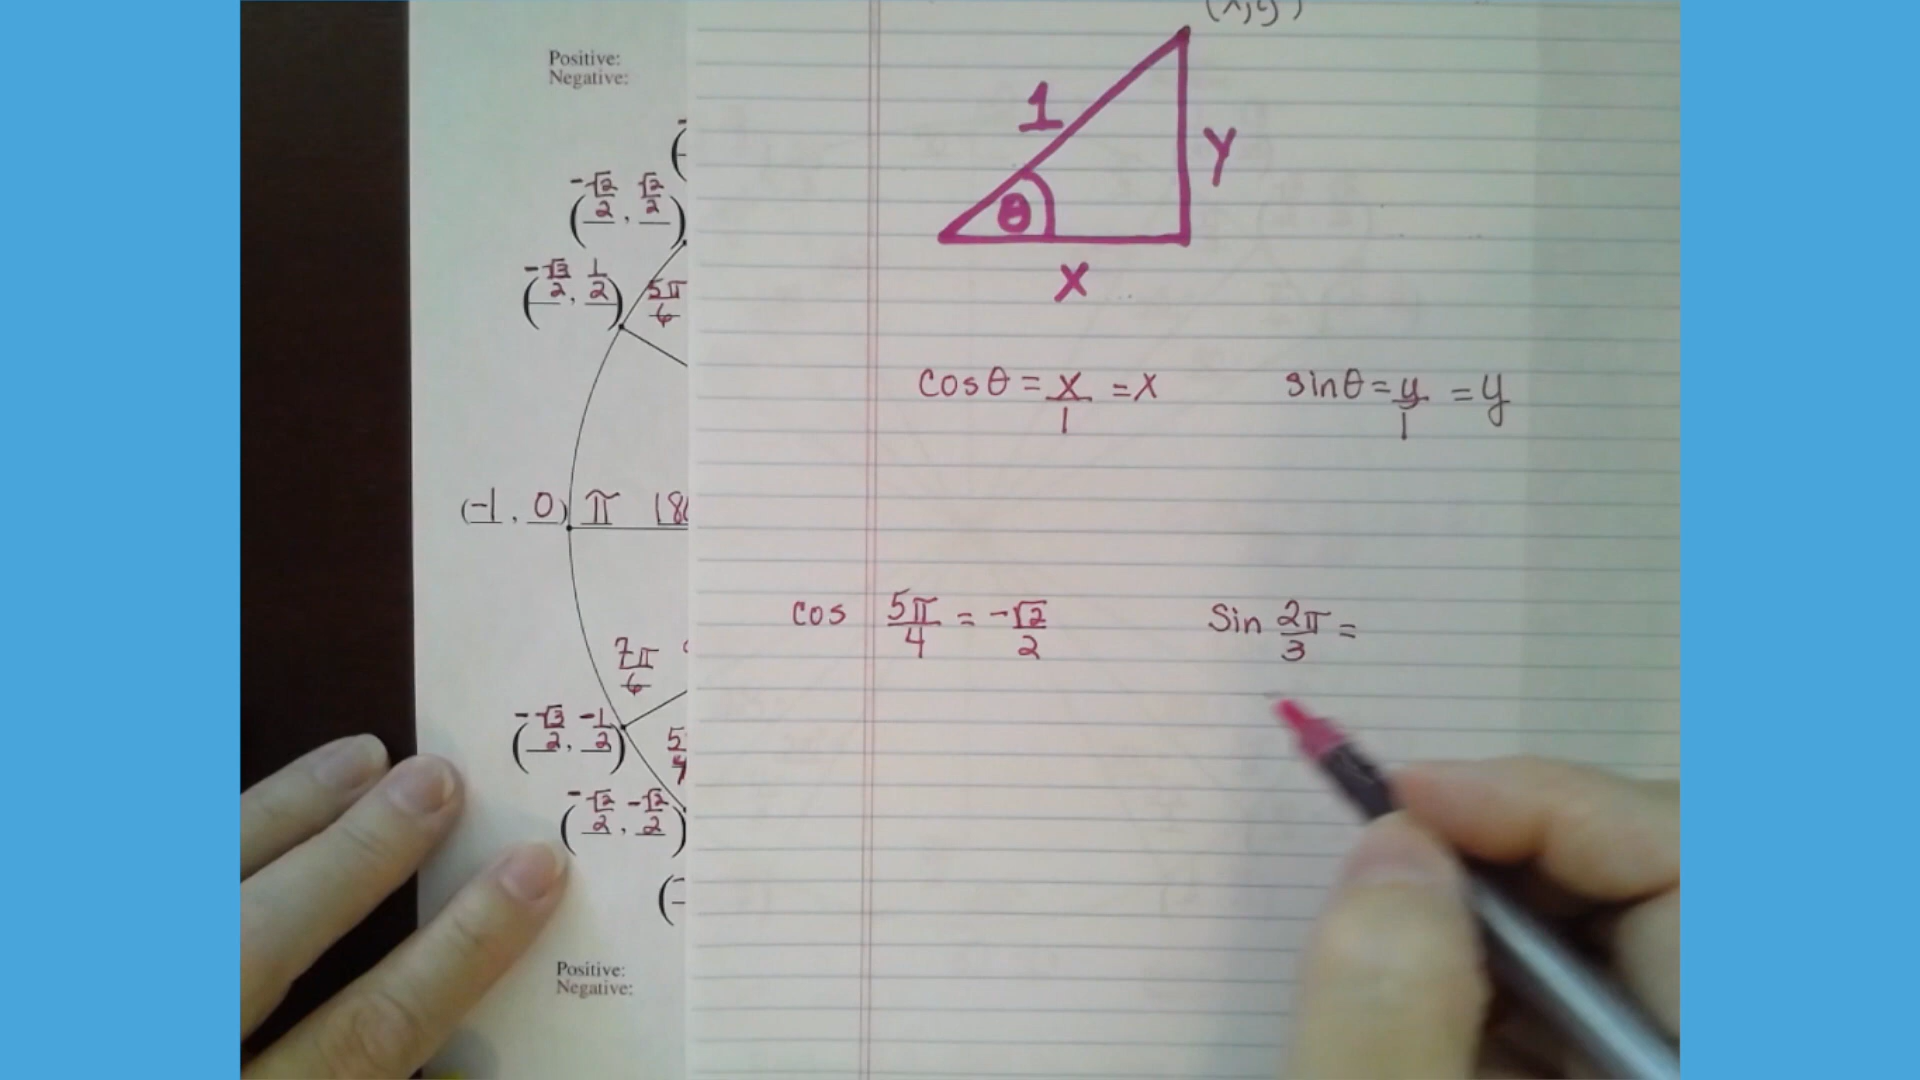 Positive:
Negative:
(-
(-√2/2, √2/2)
(-√3/2, 1/2) 5π/6
(-1, 0) π 18
7π/6
(-√3/2, -1/2) 5
(-√2/2, -√2/2)
(-
Positive:
Negative:
1
y
θ
x
cosθ = x/1 = x
sinθ = y/1 = y
cos 5π/4 = -√2/2
Sin 2π/3 =